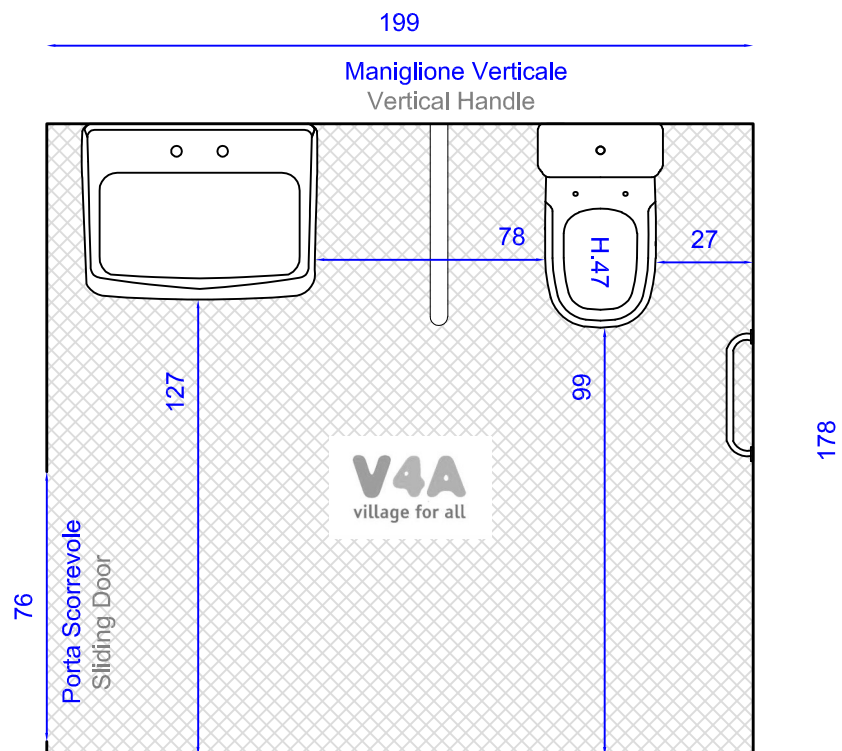 199
Maniglione Verticale
Vertical Handle
78
H.47
27
127
99
178
V4A
village for all
76
Porta Scorrevole
Sliding Door